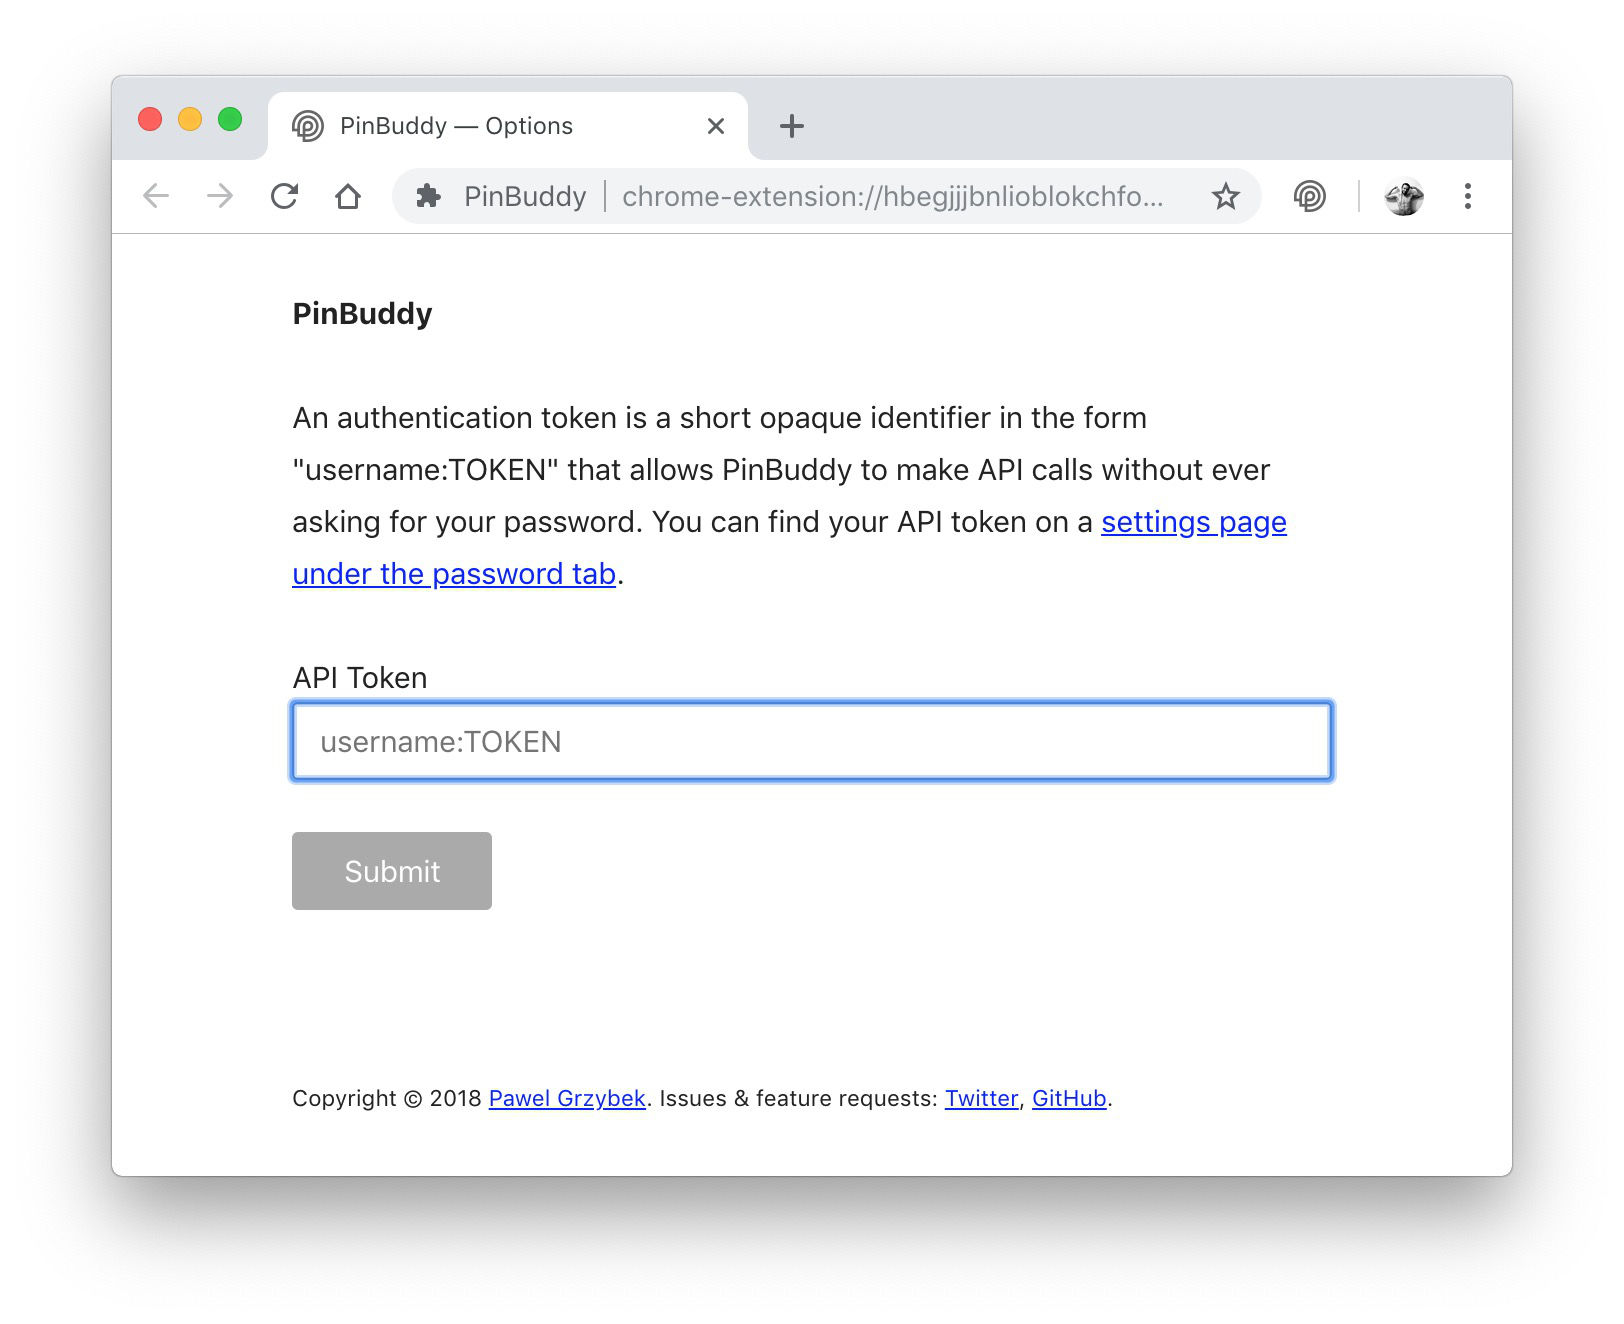 PinBuddy — Options
PinBuddy chrome-extension://hbegjjjbnlioblokchfo...
PinBuddy
An authentication token is a short opaque identifier in the form
"username:TOKEN" that allows PinBuddy to make API calls without ever
asking for your password. You can find your API token on a settings page
under the password tab.
API Token
username:TOKEN
Submit
Copyright © 2018 Pawel Grzybek. Issues & feature requests: Twitter, GitHub.